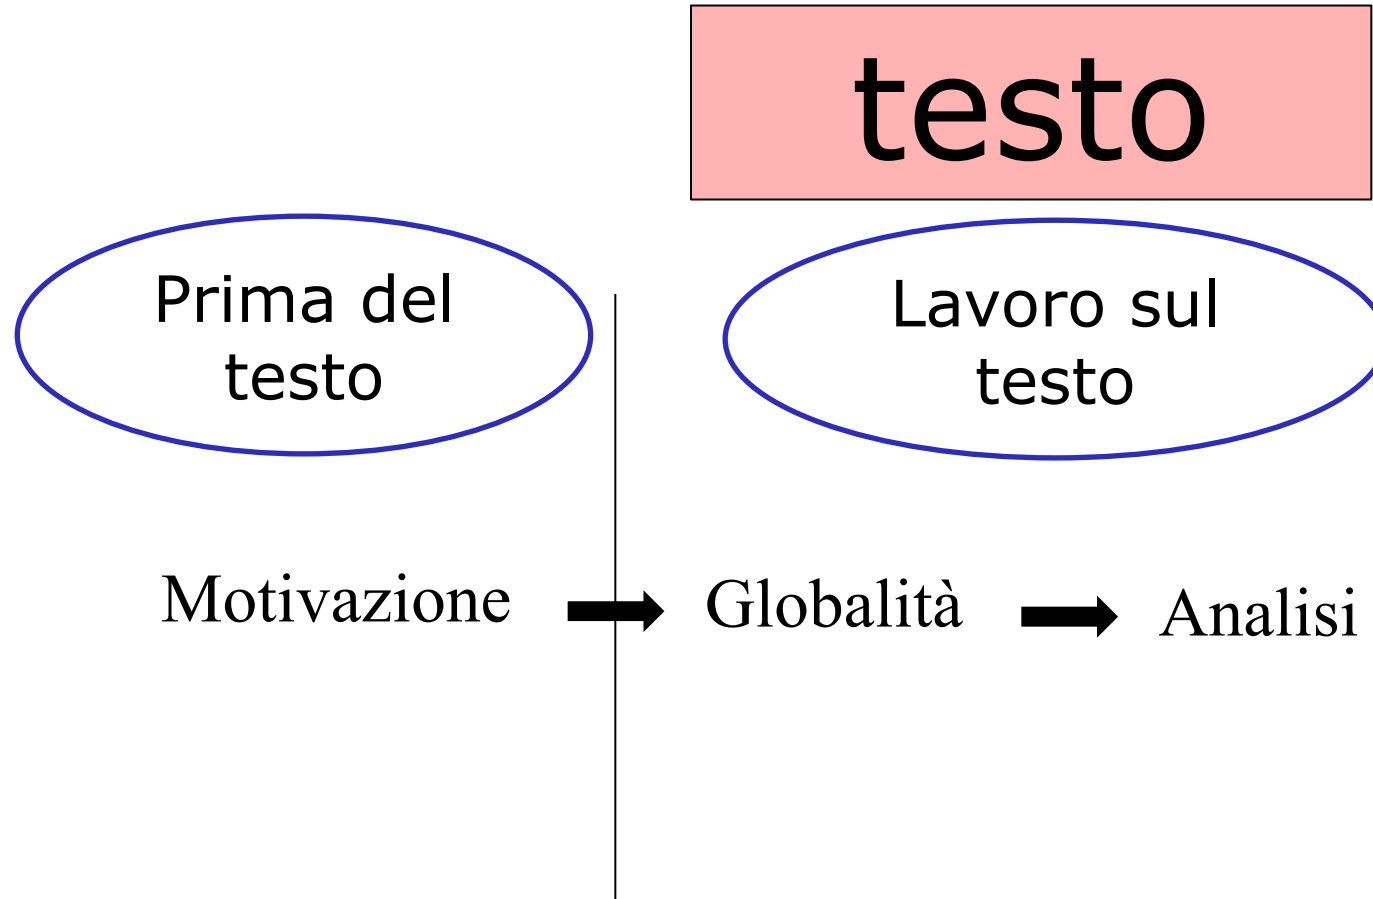 testo
Prima del
testo
Lavoro sul
testo
Motivazione
Globalità
Analisi